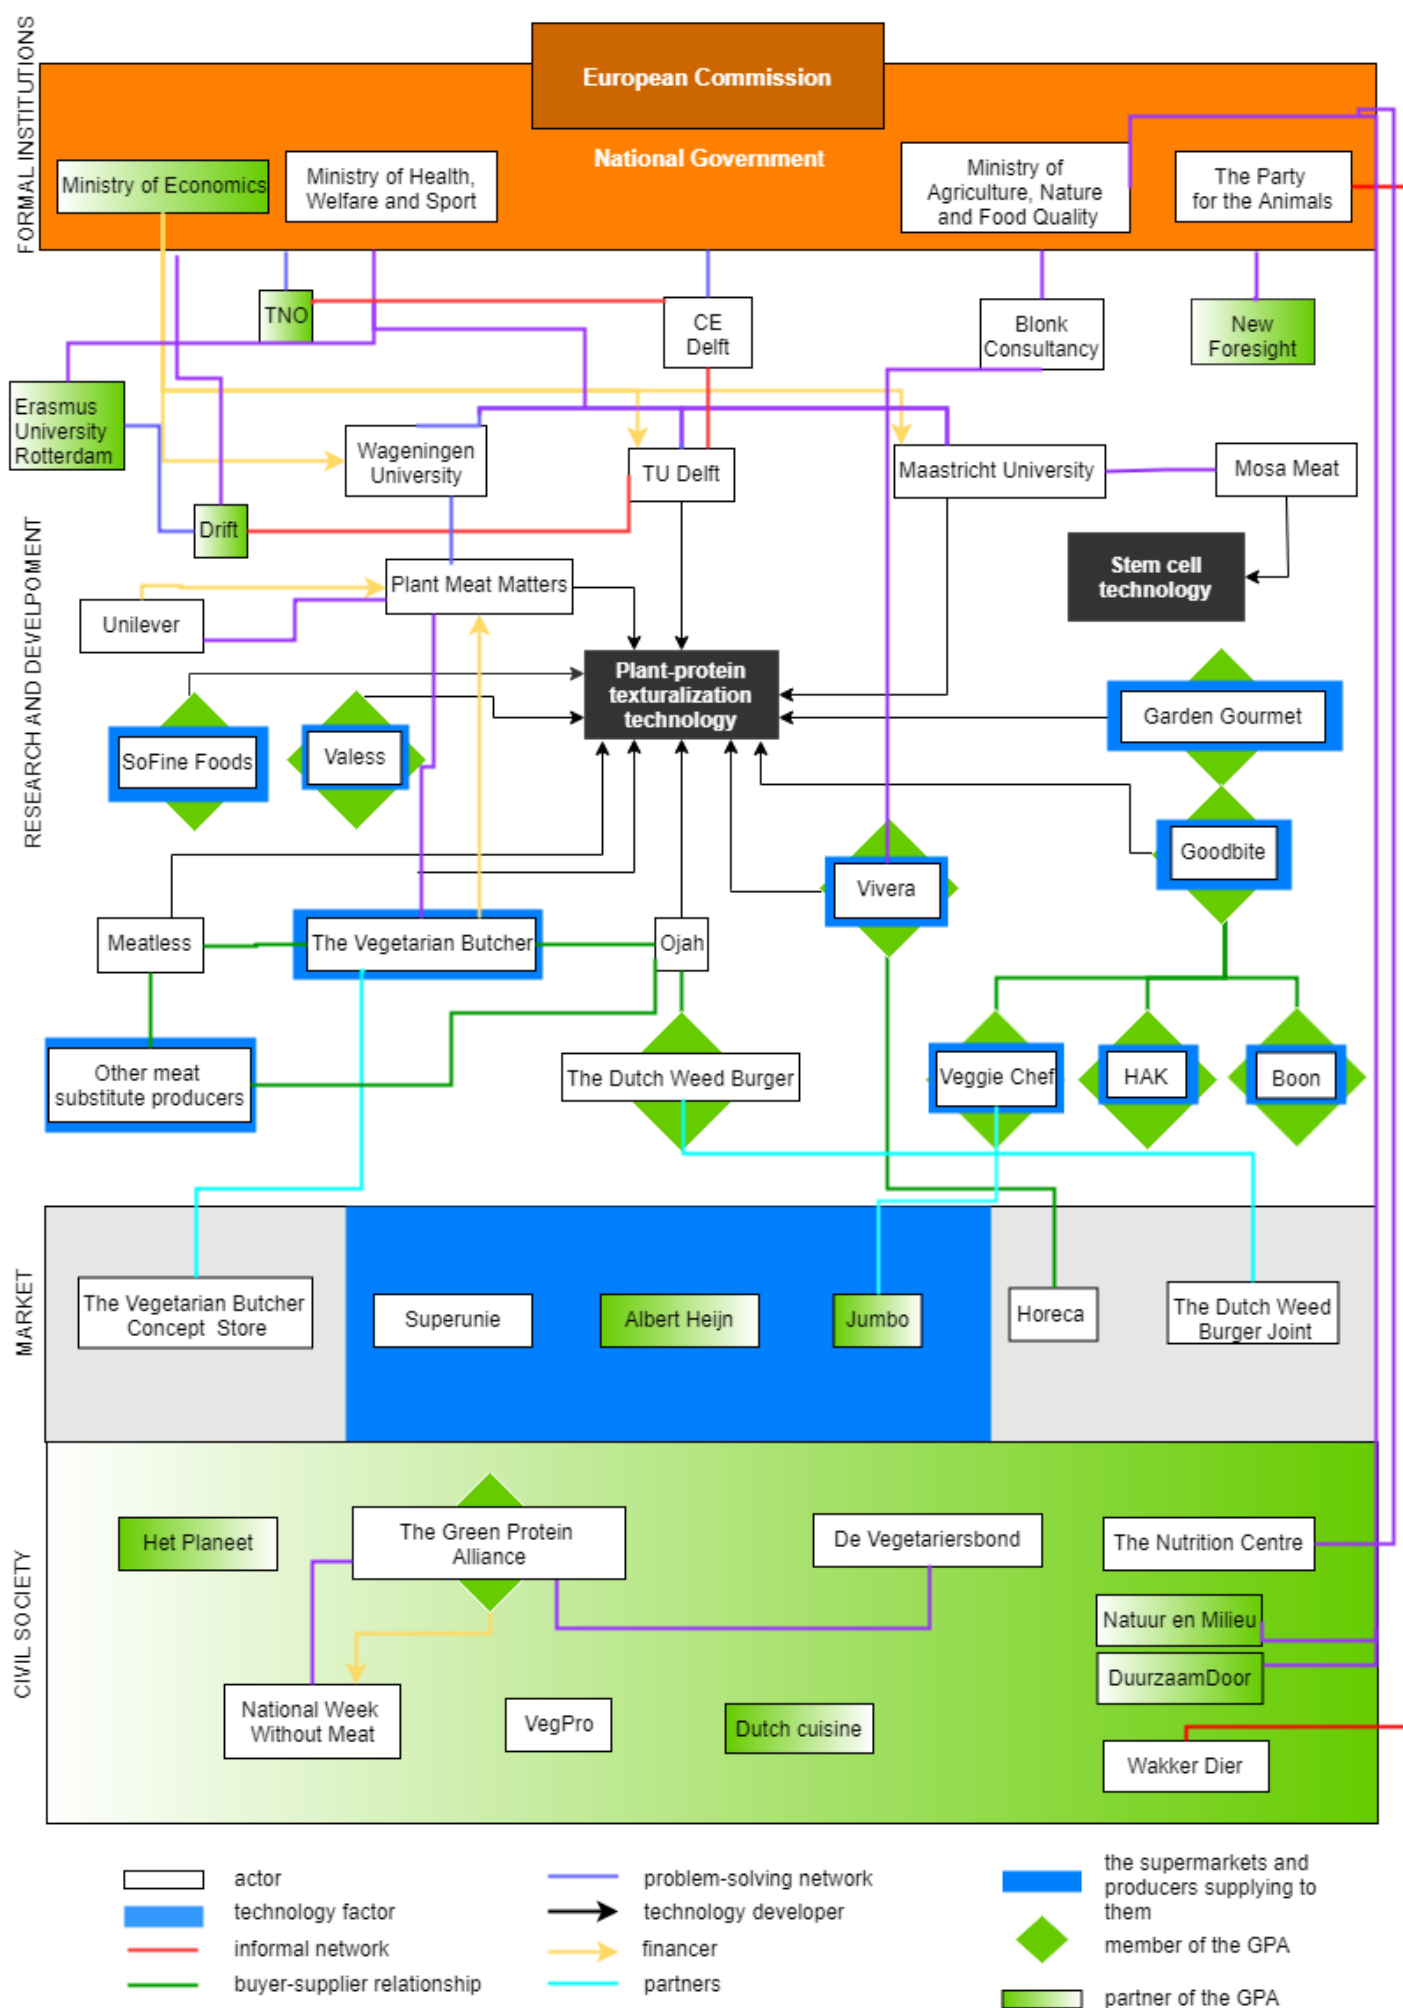 FORMAL INSTITUTIONS
European Commission
National Government
Ministry of Economics
Ministry of Health,
Welfare and Sport
Ministry of
Agriculture, Nature
and Food Quality
The Party
for the Animals
RESEARCH AND DEVELPOMENT
TNO
CE
Delft
Blonk
Consultancy
New
Foresight
Erasmus
University
Rotterdam
Wageningen
University
TU Delft
Maastricht University
Mosa Meat
Drift
Stem cell
technology
Plant Meat Matters
Unilever
Plant-protein
texturalization
technology
Garden Gourmet
SoFine Foods
Valess
Goodbite
Vivera
Meatless
The Vegetarian Butcher
Ojah
Other meat
substitute producers
The Dutch Weed Burger
Veggie Chef
HAK
Boon
MARKET
The Vegetarian Butcher
Concept Store
Superunie
Albert Heijn
Jumbo
Horeca
The Dutch Weed
Burger Joint
CIVIL SOCIETY
Het Planeet
The Green Protein
Alliance
De Vegetariersbond
The Nutrition Centre
Natuur en Milieu
DuurzaamDoor
National Week
Without Meat
VegPro
Dutch cuisine
Wakker Dier
actor
technology factor
informal network
buyer-supplier relationship
problem-solving network
technology developer
financer
partners
the supermarkets and
producers supplying to
them
member of the GPA
partner of the GPA